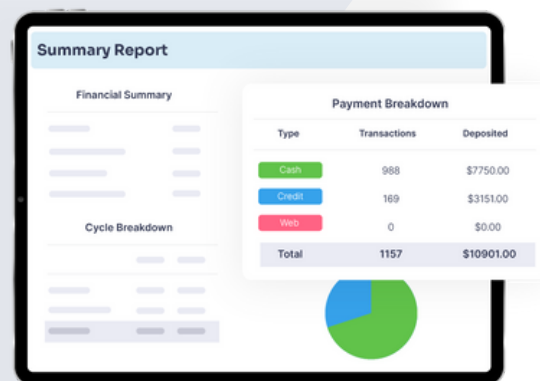 Summary Report
Financial Summary
Cycle Breakdown
Payment Breakdown
Type Transactions Deposited
Cash 988 $7750.00
Credit 169 $3151.00
Web 0 $0.00
Total 1157 $10901.00